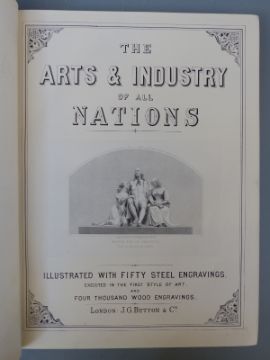 THE
ARTS & INDUSTRY
OF ALL
NATIONS
ILLUSTRATED WITH FIFTY STEEL ENGRAVINGS.
EXECUTED IN THE FIRST STYLE OF ART.
AND
FOUR THOUSAND WOOD ENGRAVINGS.
LONDON J.G. BETTON & Co.